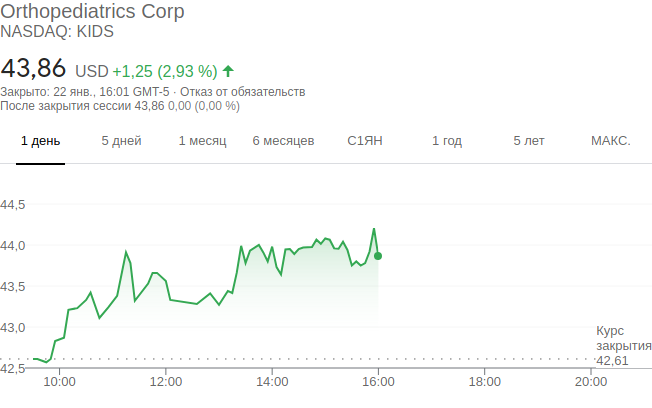 Orthopediatrics Corp
NASDAQ: KIDS
43,86 USD +1,25 (2,93 %)
Закрыто: 22 янв., 16:01 GMT-5 · Отказ от обязательств
После закрытия сессии 43,86 0,00 (0,00 %)
1 день 5 дней 1 месяц 6 месяцев С1ЯН 1 год 5 лет МАКС.
44,5
44,0
43,5
43,0
Курс
закрытия
42,61
42,5
10:00 12:00 14:00 16:00 18:00 20:00